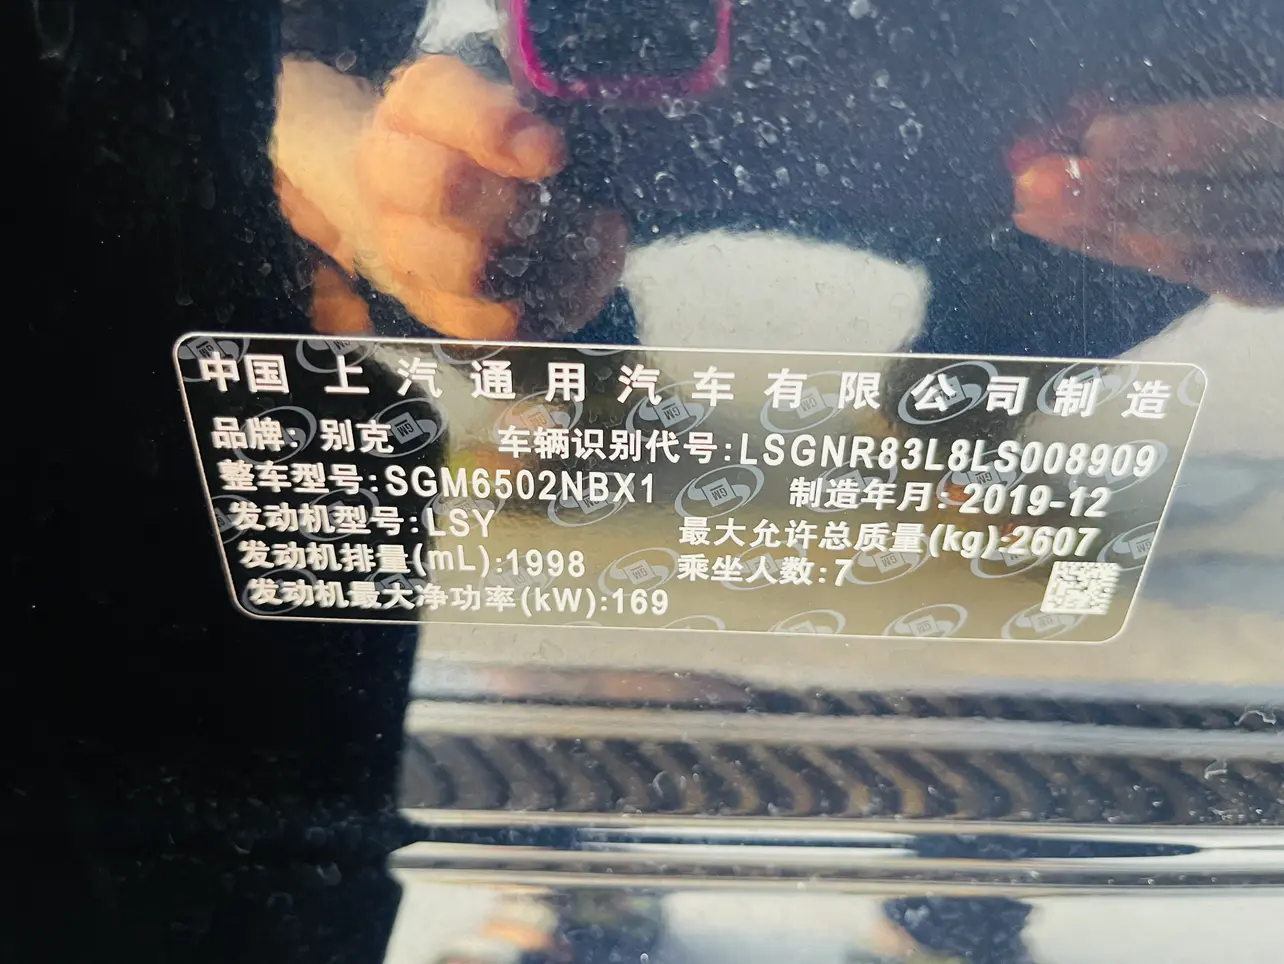 中国上汽通用汽车有限公司制造
品牌: 别克 车辆识别代号:LSGNR83L8LS008909
整车型号:SGM6502NBX1 制造年月: 2019-12
发动机型号:LSY 最大允许总质量(kg):2607
发动机排量(mL):1998 乘坐人数:7
发动机最大净功率(kW):169